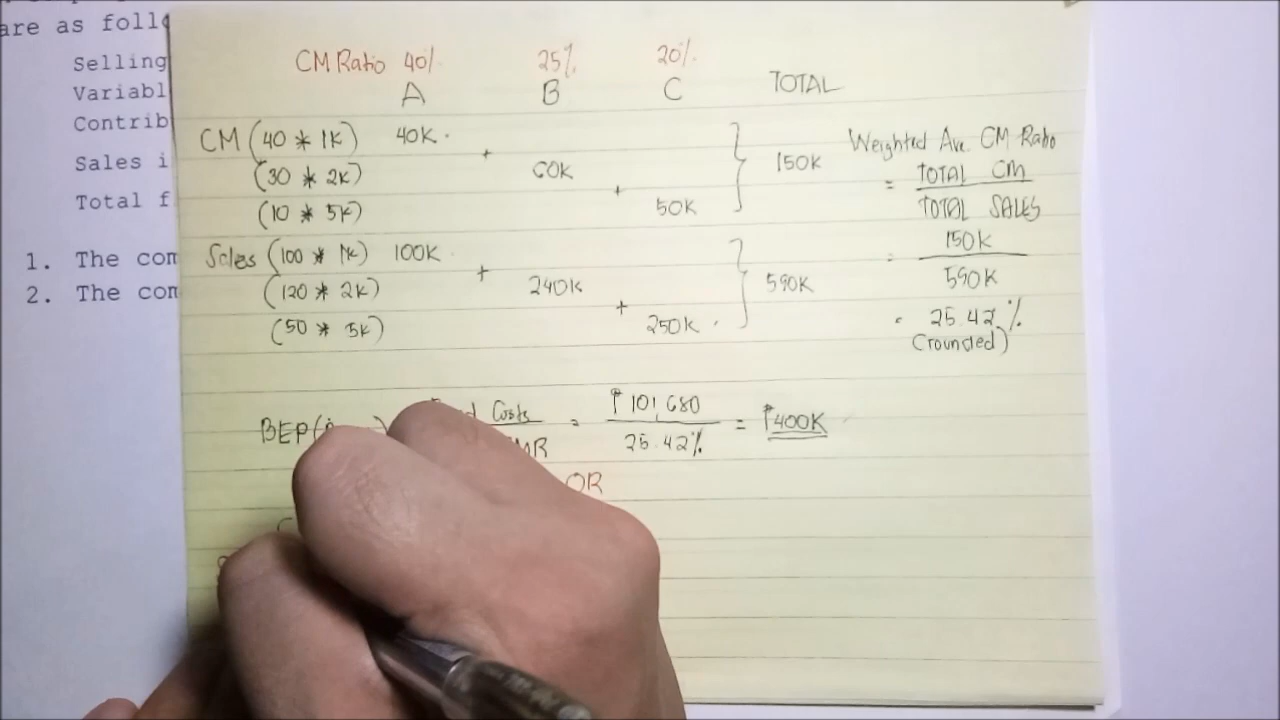 are as follo
Selling
Variabl
Contrib
Sales i
Total f
1. The com
2. The com
CM Ratio 40% 25% 20%
A B C TOTAL
CM (40 * 1K) 40K + 60K + 50K } 150K
(30 * 2K)
(10 * 5K)
Sales (100 * 1K) 100K + 240K + 250K } 590K
(120 * 2K)
(50 * 5K)
Weighted Ave. CM Ratio
= TOTAL CM
TOTAL SALES
= 150K
590K
= 25.42%
(rounded)
BEP( ) Costs = ₱101,680 = ₱400K
MR 25.42%
OR